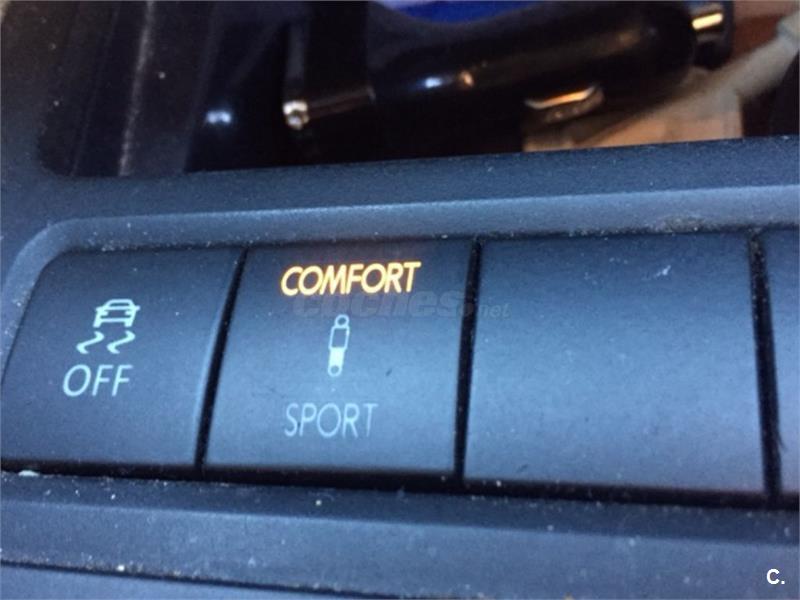 COMFORT
coches.net
OFF
SPORT
C.